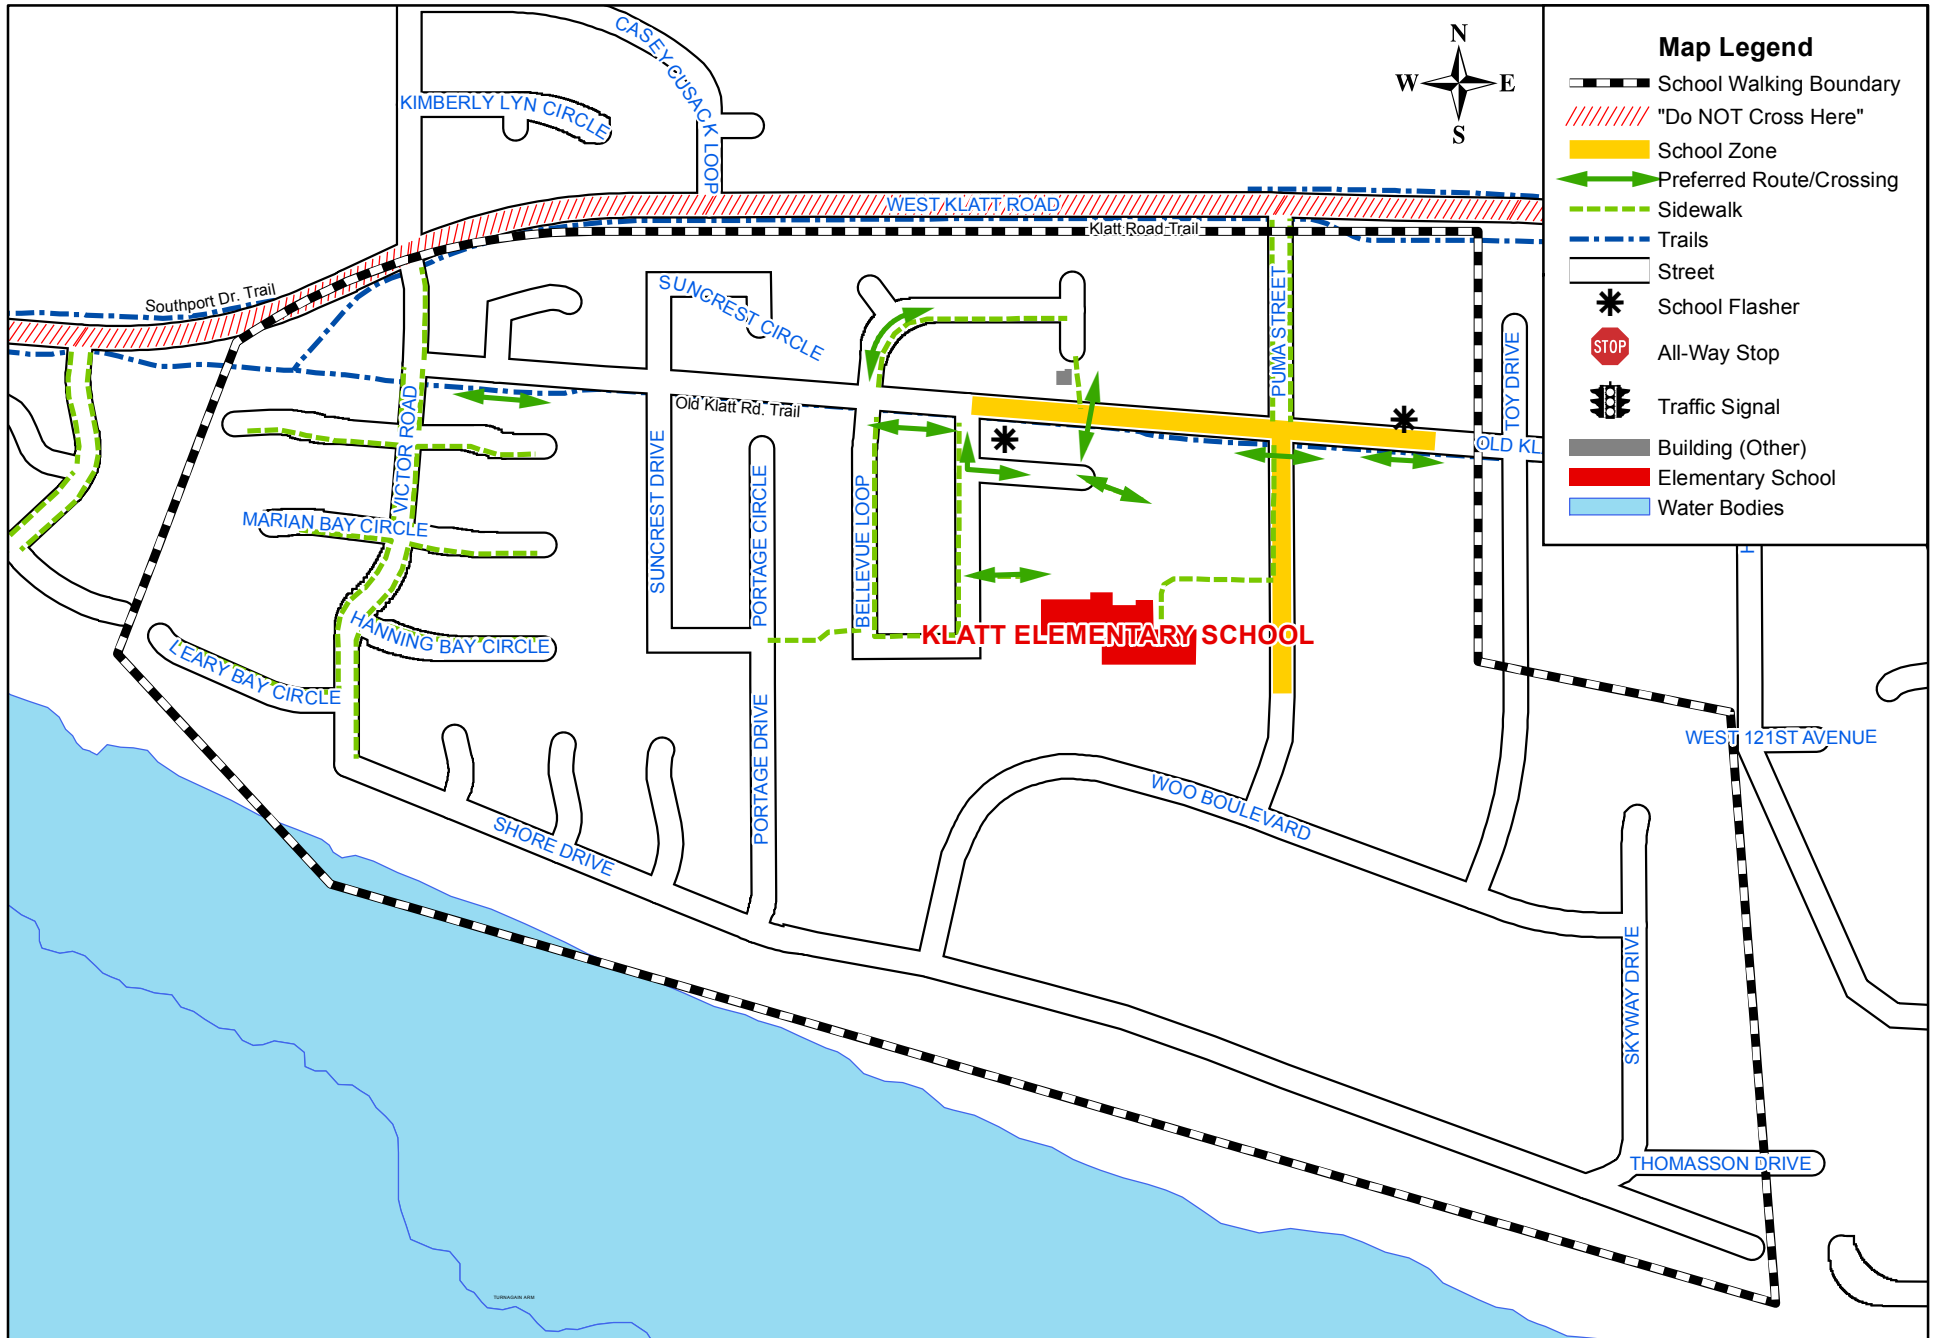 CASEY CUSACK LOOP
KIMBERLY LYN CIRCLE
N
W
E
S
Map Legend
School Walking Boundary
"Do NOT Cross Here"
School Zone
Preferred Route/Crossing
Sidewalk
Trails
Street
School Flasher
STOP
All-Way Stop
Traffic Signal
Building (Other)
Elementary School
Water Bodies
WEST KLATT ROAD
Klatt Road Trail
Southport Dr. Trail
SUNCREST CIRCLE
PUMA STREET
TOY DRIVE
VICTOR ROAD
Old Klatt Rd. Trail
OLD KL
SUNCREST DRIVE
PORTAGE CIRCLE
BELLEVUE LOOP
MARIAN BAY CIRCLE
HANNING BAY CIRCLE
LEARY BAY CIRCLE
KLATT ELEMENTARY SCHOOL
PORTAGE DRIVE
WEST 121ST AVENUE
WOO BOULEVARD
SHORE DRIVE
SKYWAY DRIVE
THOMASSON DRIVE
TURNAGAIN ARM